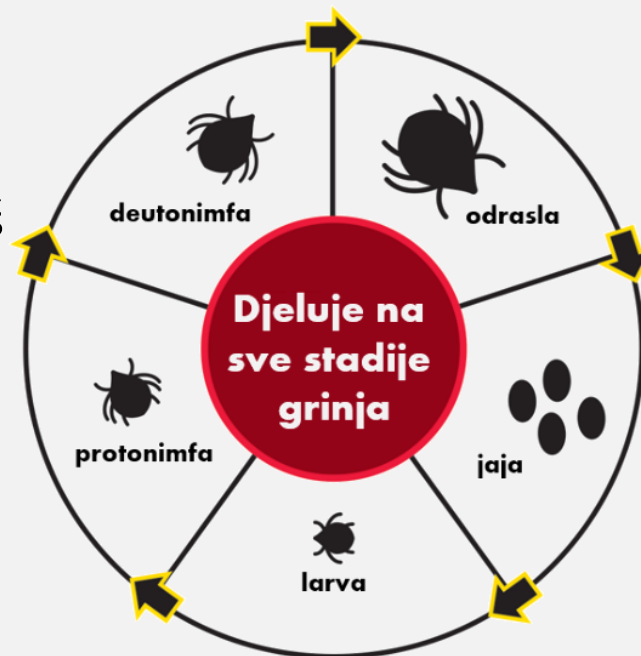 deutonimfa
odrasla
Djeluje na
sve stadije
grinja
protonimfa
jaja
larva